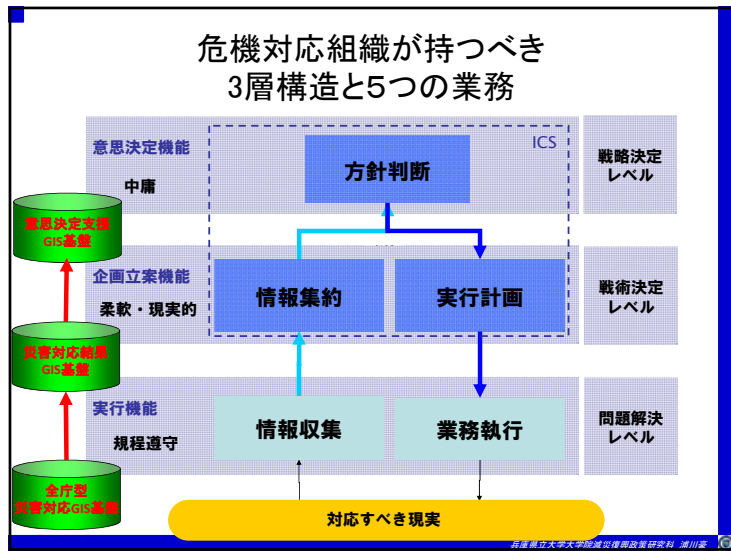 危機対応組織が持つべき
3層構造と5つの業務
意思決定機能
中庸
ICS
方針判断
戦略決定
レベル
意思決定支援
GIS基盤
企画立案機能
柔軟・現実的
情報集約
実行計画
戦術決定
レベル
災害対応結果
GIS基盤
実行機能
規程遵守
情報収集
業務執行
問題解決
レベル
全庁型
災害対応GIS基盤
対応すべき現実
兵庫県立大学大学院減災復興政策研究科 浦川豪